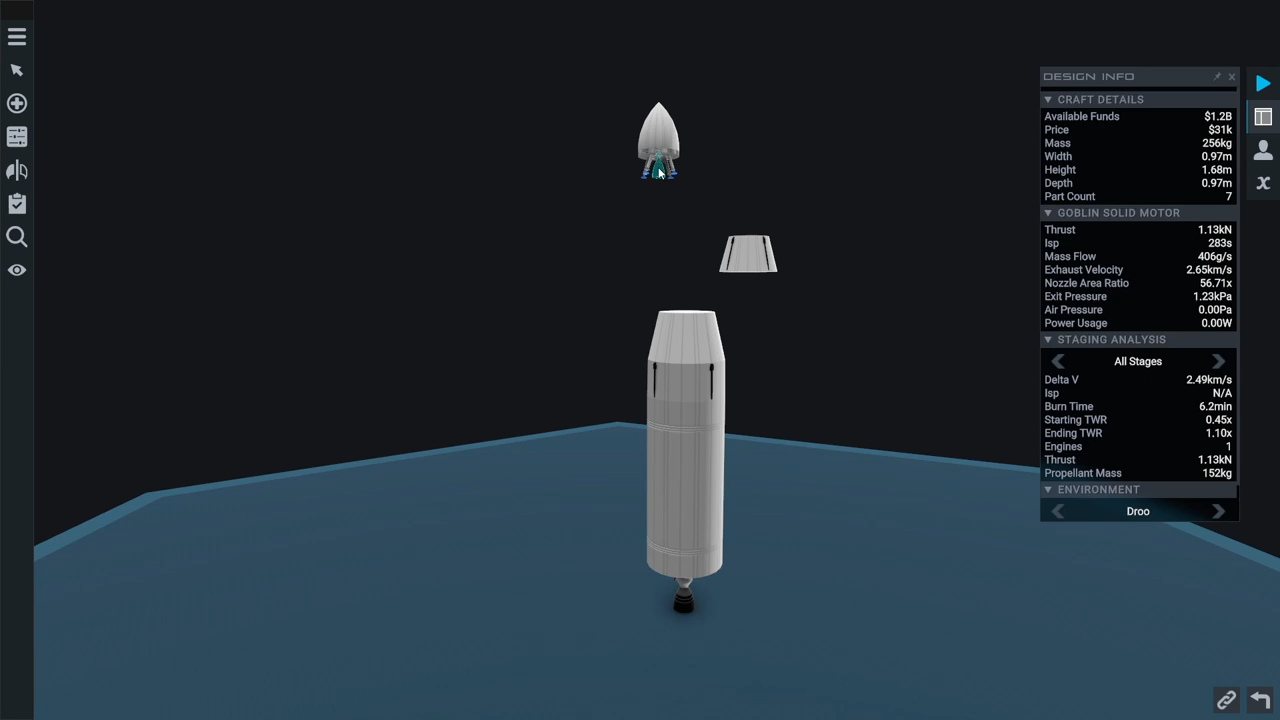 DESIGN INFO
CRAFT DETAILS
Available Funds $1.2B
Price $31k
Mass 256kg
Width 0.97m
Height 1.68m
Depth 0.97m
Part Count 7
GOBLIN SOLID MOTOR
Thrust 1.13kN
Isp 283s
Mass Flow 406g/s
Exhaust Velocity 2.65km/s
Nozzle Area Ratio 56.71x
Exit Pressure 1.23kPa
Air Pressure 0.00Pa
Power Usage 0.00W
STAGING ANALYSIS
All Stages
Delta V 2.49km/s
Isp N/A
Burn Time 6.2min
Starting TWR 0.45x
Ending TWR 1.10x
Engines 1
Thrust 1.13kN
Propellant Mass 152kg
ENVIRONMENT
Droo